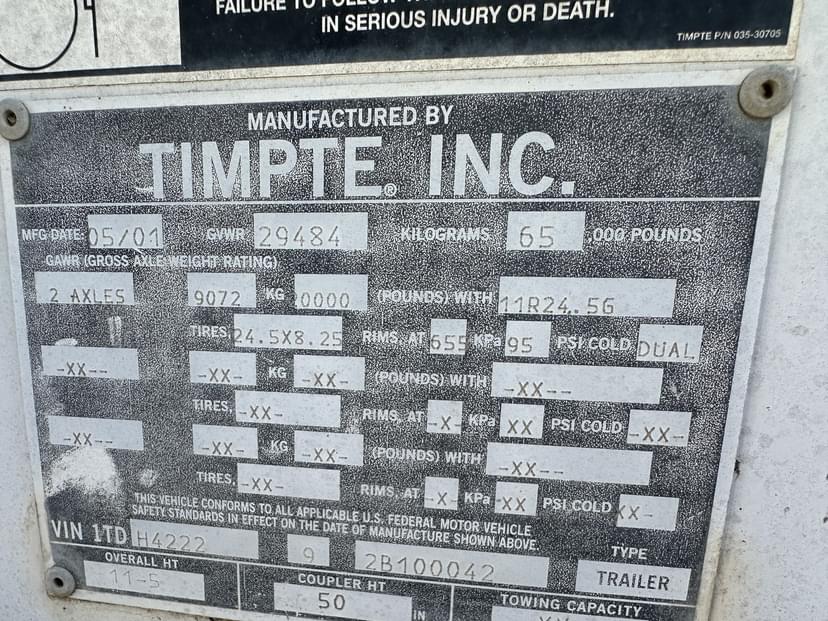 IN SERIOUS INJURY OR DEATH.
TIMPTE P/N 035-30705
MANUFACTURED BY
TIMPTE® INC.
MFG DATE: 05/01 GVWR 29484 KILOGRAMS 65 ,000 POUNDS
GAWR (GROSS AXLE WEIGHT RATING)
2 AXLES 9072 KG 0000 (POUNDS) WITH 11R24.5G
TIRES, 24.5X8.25 RIMS, AT 655 KPa 95 PSI COLD DUAL
-XX-- -XX- KG -XX- (POUNDS) WITH -XX---
TIRES, -XX- RIMS, AT -X- KPa XX PSI COLD -XX-
-XX-- -XX- KG -XX- (POUNDS) WITH -XX---
TIRES, -XX- RIMS, AT -X- KPa -XX PSI COLD XX-
THIS VEHICLE CONFORMS TO ALL APPLICABLE U.S. FEDERAL MOTOR VEHICLE
SAFETY STANDARDS IN EFFECT ON THE DATE OF MANUFACTURE SHOWN ABOVE.
VIN 1TD H4222 9 2B100042 TYPE
TRAILER
OVERALL HT COUPLER HT TOWING CAPACITY
11-5 50 IN